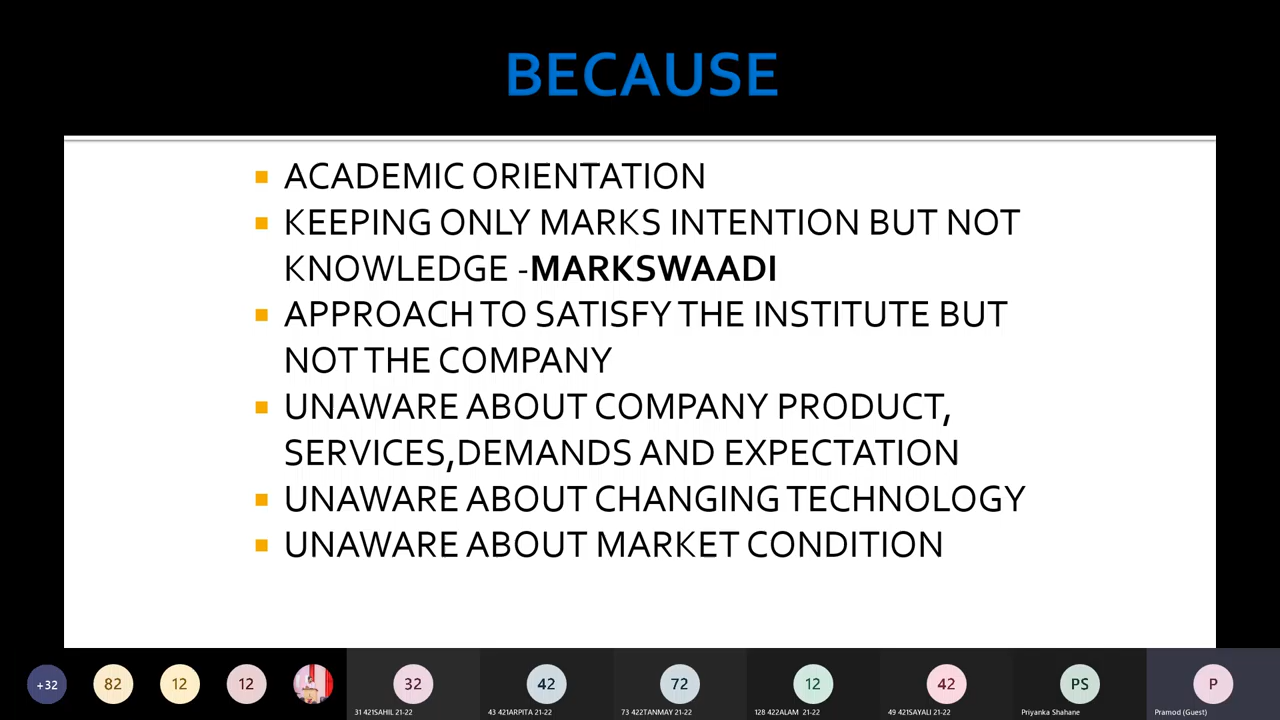 BECAUSE
ACADEMIC ORIENTATION
KEEPING ONLY MARKS INTENTION BUT NOT
KNOWLEDGE -MARKSWAADI
APPROACH TO SATISFY THE INSTITUTE BUT
NOT THE COMPANY
UNAWARE ABOUT COMPANY PRODUCT,
SERVICES,DEMANDS AND EXPECTATION
UNAWARE ABOUT CHANGING TECHNOLOGY
UNAWARE ABOUT MARKET CONDITION
+32 82 12 12 32 42 72 12 42 PS P
31 421SAHIL 21-22 43 421ARPITA 21-22 73 422TANMAY 21-22 128 422ALAM 21-22 49 421SAYALI 21-22 Priyanka Shahane Pramod (Guest)